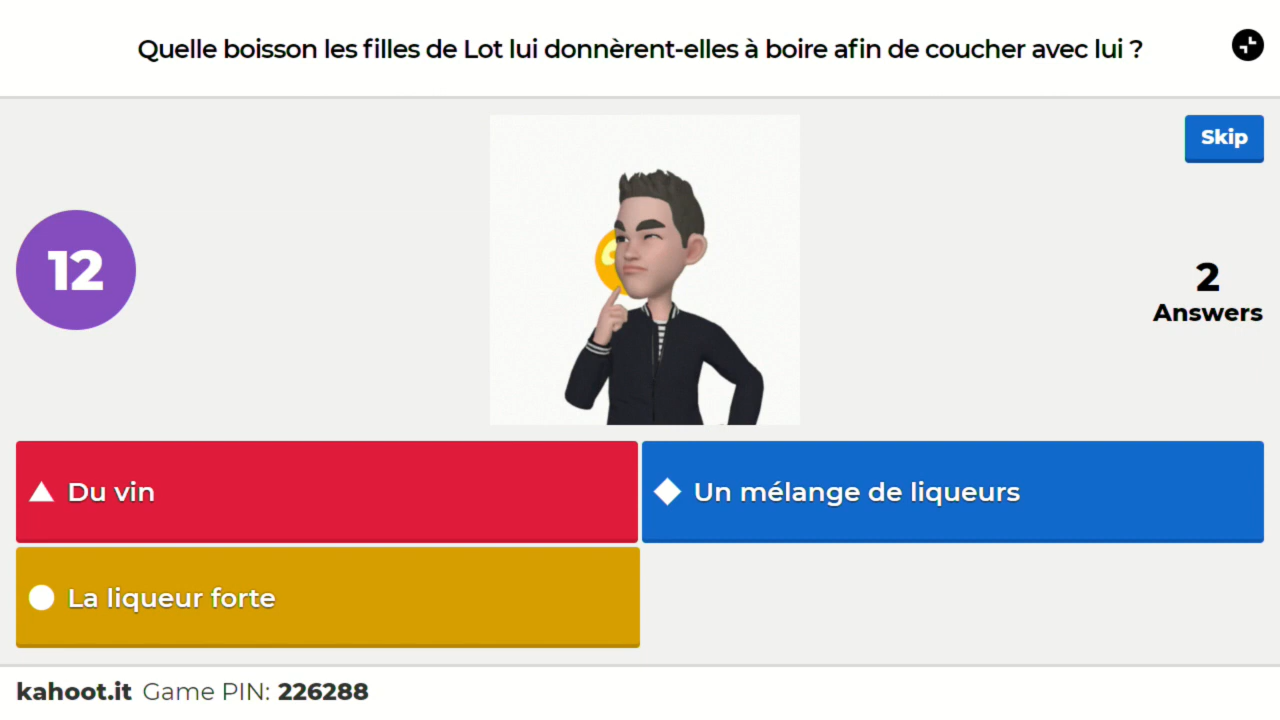 Quelle boisson les filles de Lot lui donnèrent-elles à boire afin de coucher avec lui ?
Skip
12
2
Answers
Du vin
Un mélange de liqueurs
La liqueur forte
kahoot.it Game PIN: 226288